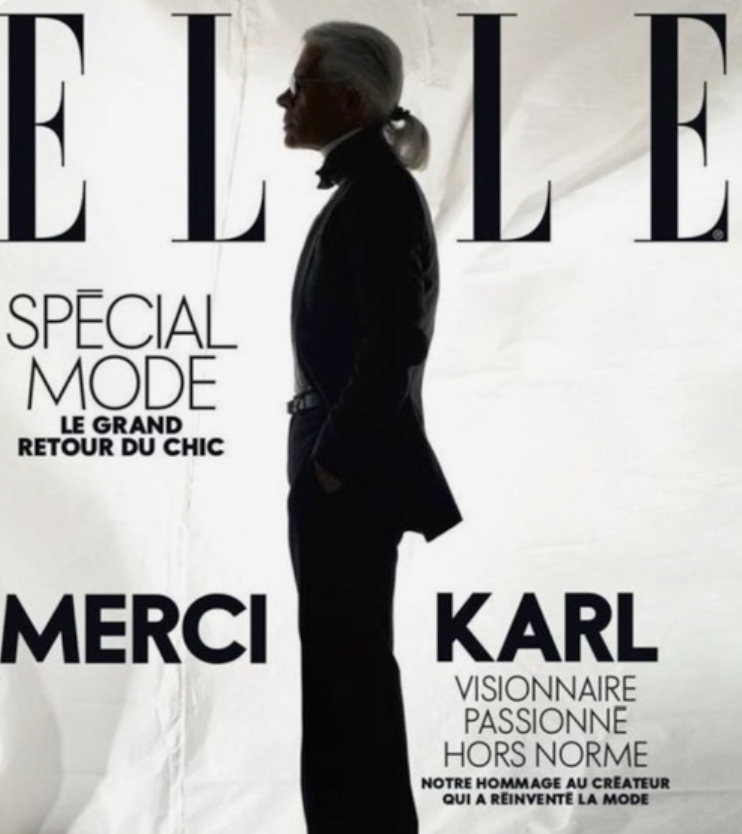 ELLE
SPÉCIAL
MODE
LE GRAND
RETOUR DU CHIC
MERCI KARL
VISIONNAIRE
PASSIONNÉ
HORS NORME
NOTRE HOMMAGE AU CRÉATEUR
QUI A RÉINVENTÉ LA MODE